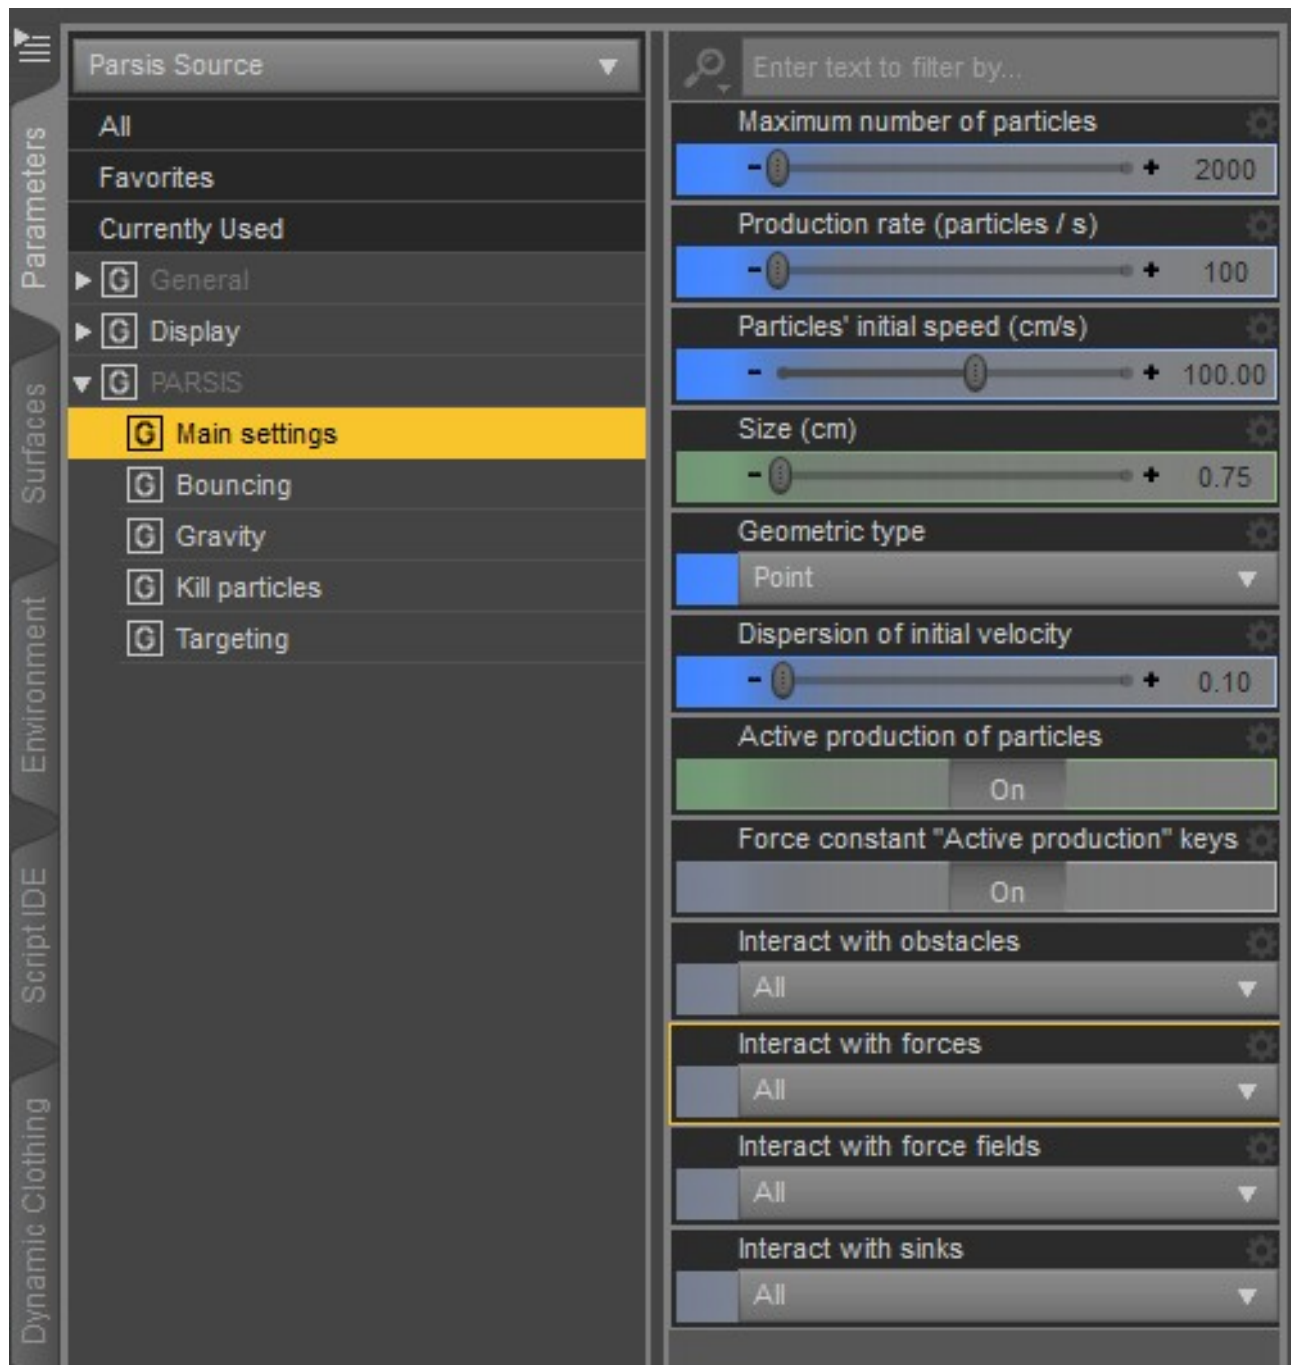 Parameters
Surfaces
Environment
Script IDE
Dynamic Clothing
Parsis Source
All
Favorites
Currently Used
G General
G Display
G PARSIS
G Main settings
G Bouncing
G Gravity
G Kill particles
G Targeting
Enter text to filter by...
Maximum number of particles
- + 2000
Production rate (particles / s)
- + 100
Particles' initial speed (cm/s)
- + 100.00
Size (cm)
- + 0.75
Geometric type
Point
Dispersion of initial velocity
- + 0.10
Active production of particles
On
Force constant "Active production" keys
On
Interact with obstacles
All
Interact with forces
All
Interact with force fields
All
Interact with sinks
All